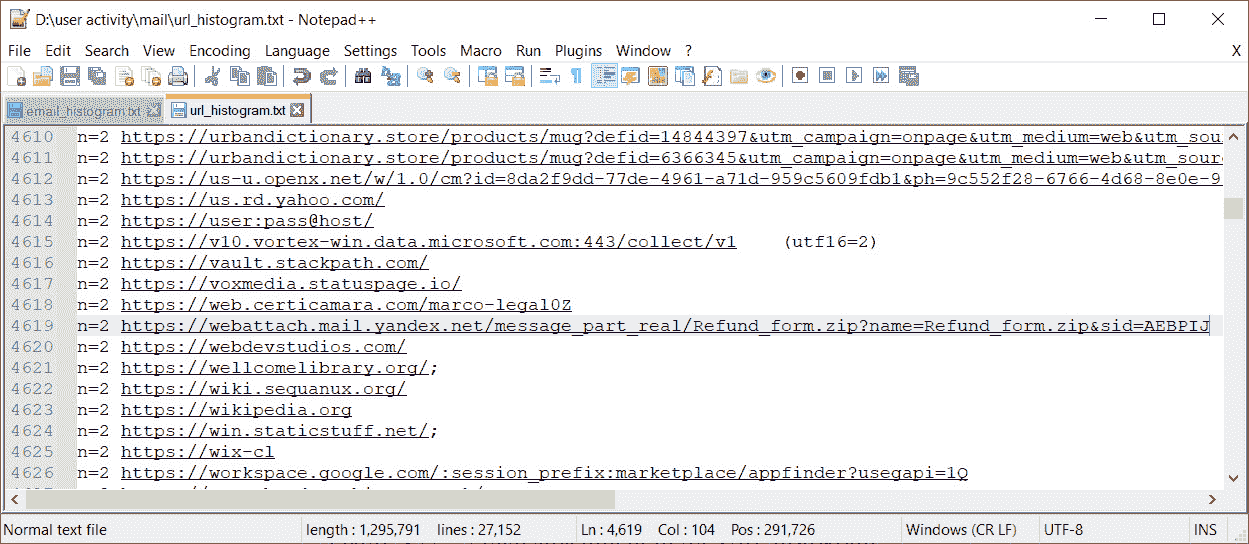 D:\user activity\mail\url_histogram.txt - Notepad++
File Edit Search View Encoding Language Settings Tools Macro Run Plugins Window ? X
email_histogram.txt url_histogram.txt
4610 n=2 https://urbandictionary.store/products/mug?defid=14844397&utm_campaign=onpage&utm_medium=web&utm_sour
4611 n=2 https://urbandictionary.store/products/mug?defid=6366345&utm_campaign=onpage&utm_medium=web&utm_source
4612 n=2 https://us-u.openx.net/w/1.0/cm?id=8da2f9dd-77de-4961-a71d-959c5609fdb1&ph=9c552f28-6766-4d68-8e0e-9
4613 n=2 https://us.rd.yahoo.com/
4614 n=2 https://user:pass@host/
4615 n=2 https://v10.vortex-win.data.microsoft.com:443/collect/v1 (utf16=2)
4616 n=2 https://vault.stackpath.com/
4617 n=2 https://voxmedia.statuspage.io/
4618 n=2 https://web.certicamara.com/marco-legal0Z
4619 n=2 https://webattach.mail.yandex.net/message_part_real/Refund_form.zip?name=Refund_form.zip&sid=AEBPIJ
4620 n=2 https://webdevstudios.com/
4621 n=2 https://wellcomelibrary.org/;
4622 n=2 https://wiki.sequanux.org/
4623 n=2 https://wikipedia.org
4624 n=2 https://win.staticstuff.net/;
4625 n=2 https://wix-cl
4626 n=2 https://workspace.google.com/:session_prefix:marketplace/appfinder?usegapi=1Q
Normal text file length : 1,295,791 lines : 27,152 Ln : 4,619 Col : 104 Pos : 291,726 Windows (CR LF) UTF-8 INS